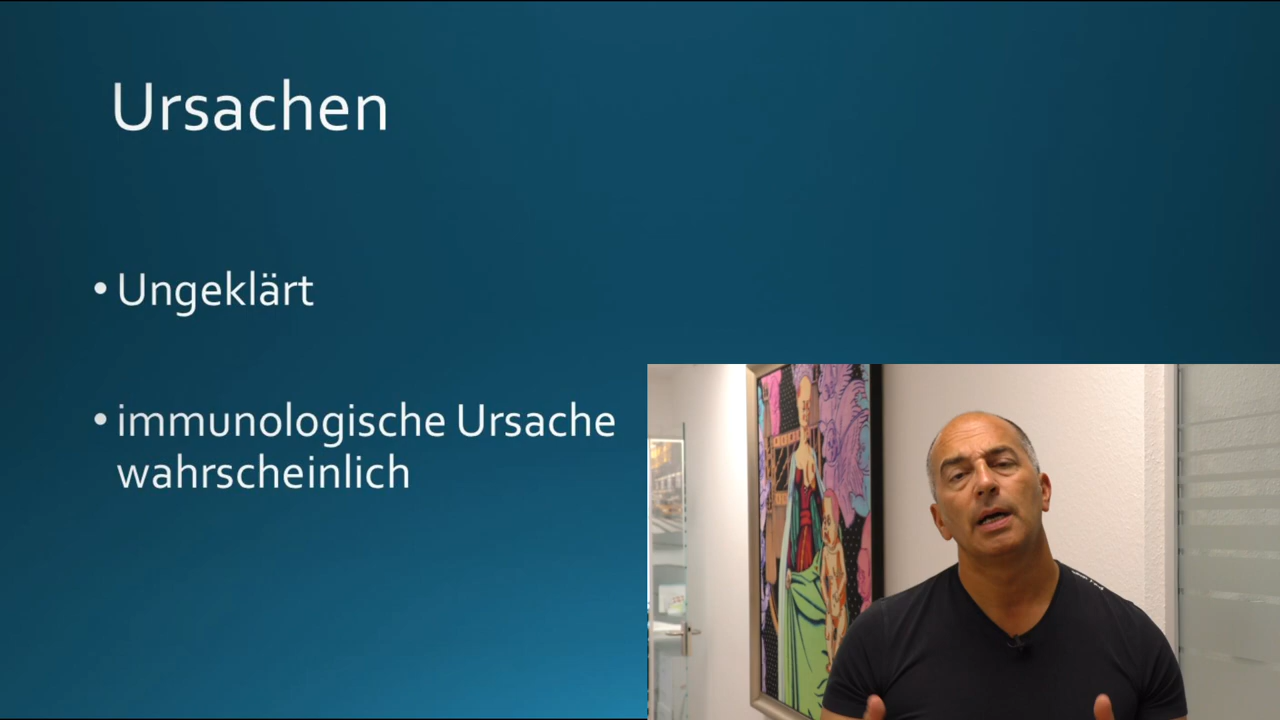 Ursachen
• Ungeklärt
• immunologische Ursache
wahrscheinlich